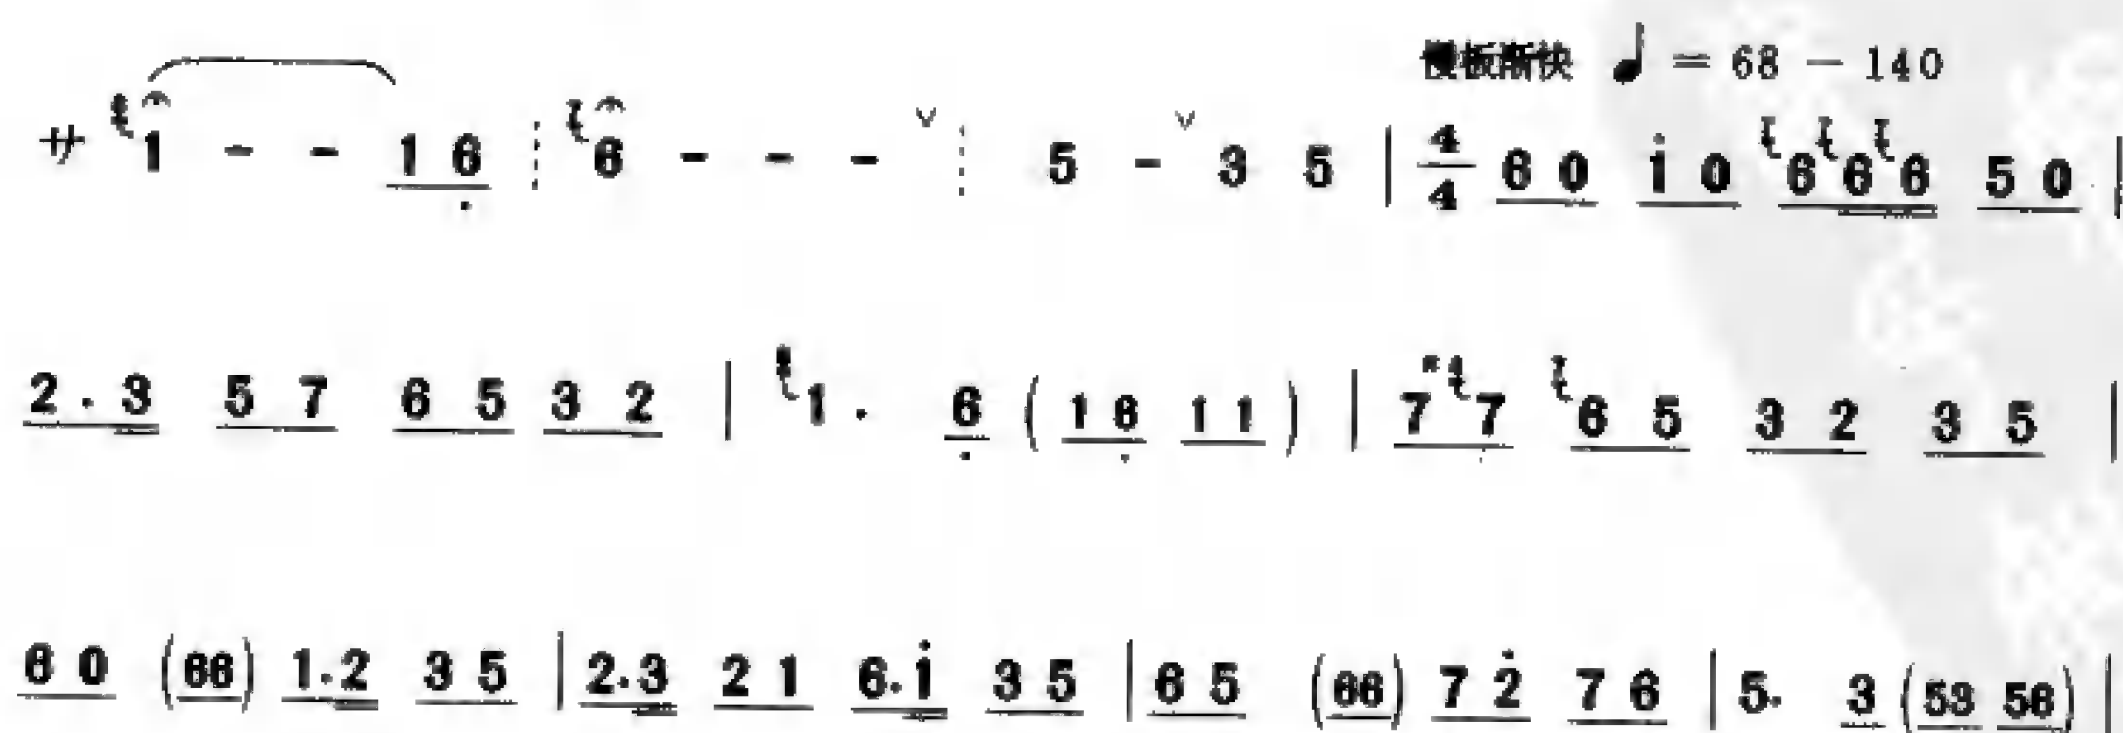 慢板渐快 ♩ = 68 — 140
サ 1 - - 1 6̣ ┊ 6 - - - ∨ ┊ 5 - ∨ 3 5 | 4/4 6 0 i 0 6 6 6 5 0 |
2 . 3 5 7 6 5 3 2 | 1 . 6̣ ( 1 6̣ 1 1 ) | 7 7 6 5 3 2 3 5 |
6 0 (66) 1.2 3 5 | 2.3 2 1 6.i 3 5 | 6 5 (66) 7 2̇ 7 6 | 5. 3 (53 56) |